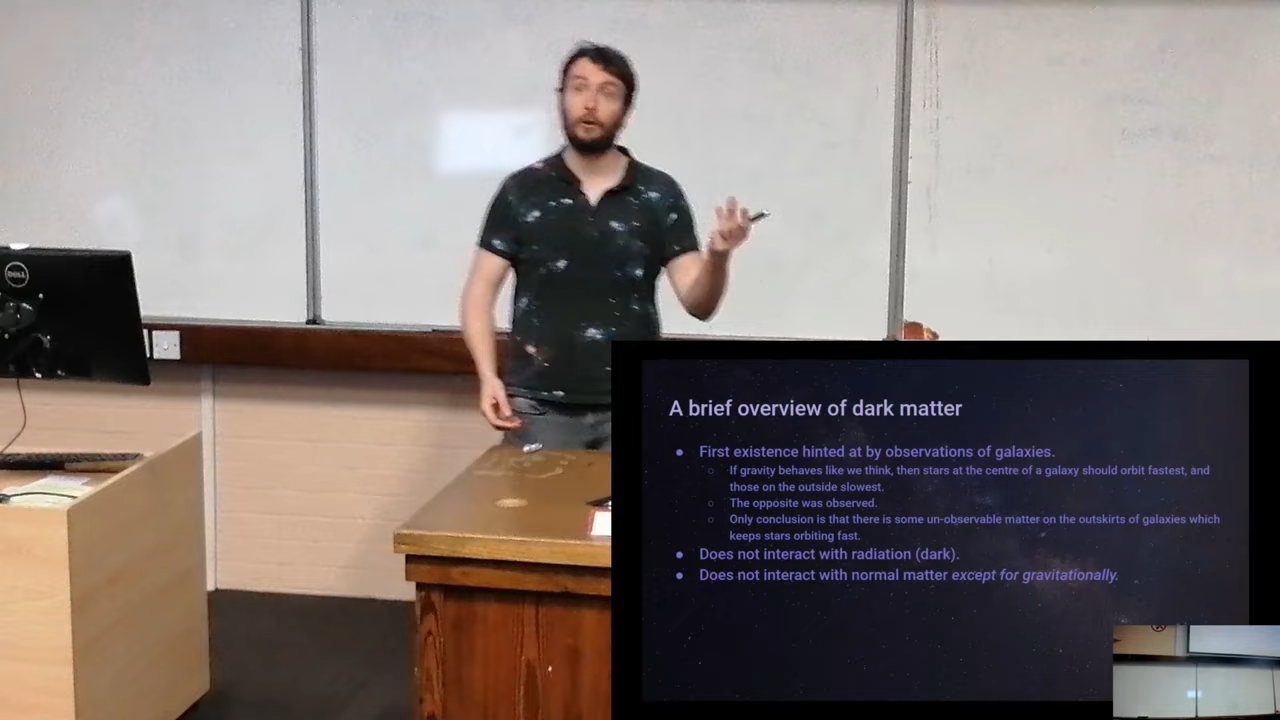 DELL
A brief overview of dark matter
● First existence hinted at by observations of galaxies.
○ If gravity behaves like we think, then stars at the centre of a galaxy should orbit fastest, and
those on the outside slowest.
○ The opposite was observed.
○ Only conclusion is that there is some un-observable matter on the outskirts of galaxies which
keeps stars orbiting fast.
● Does not interact with radiation (dark).
● Does not interact with normal matter except for gravitationally.